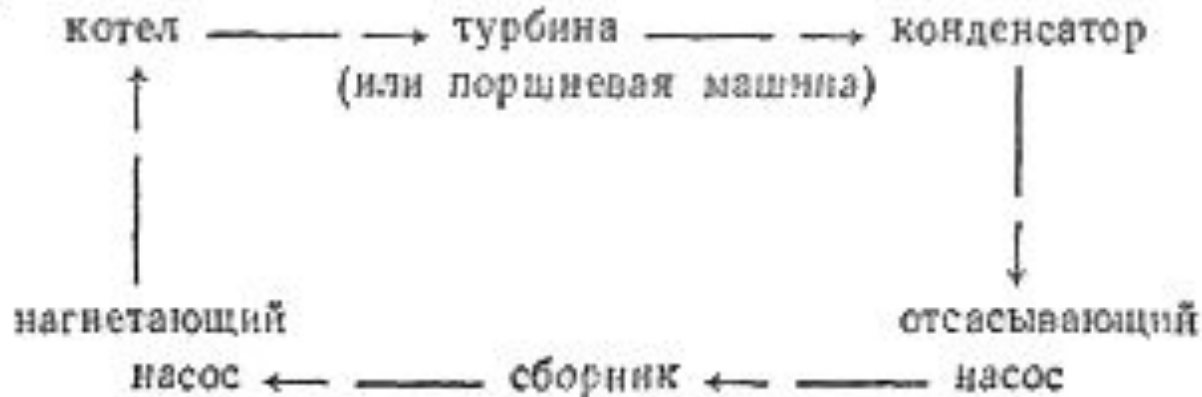 котел → турбина → конденсатор
(или поршневая машина)
нагнетающий отсасывающий
насос ← сборник ← насос